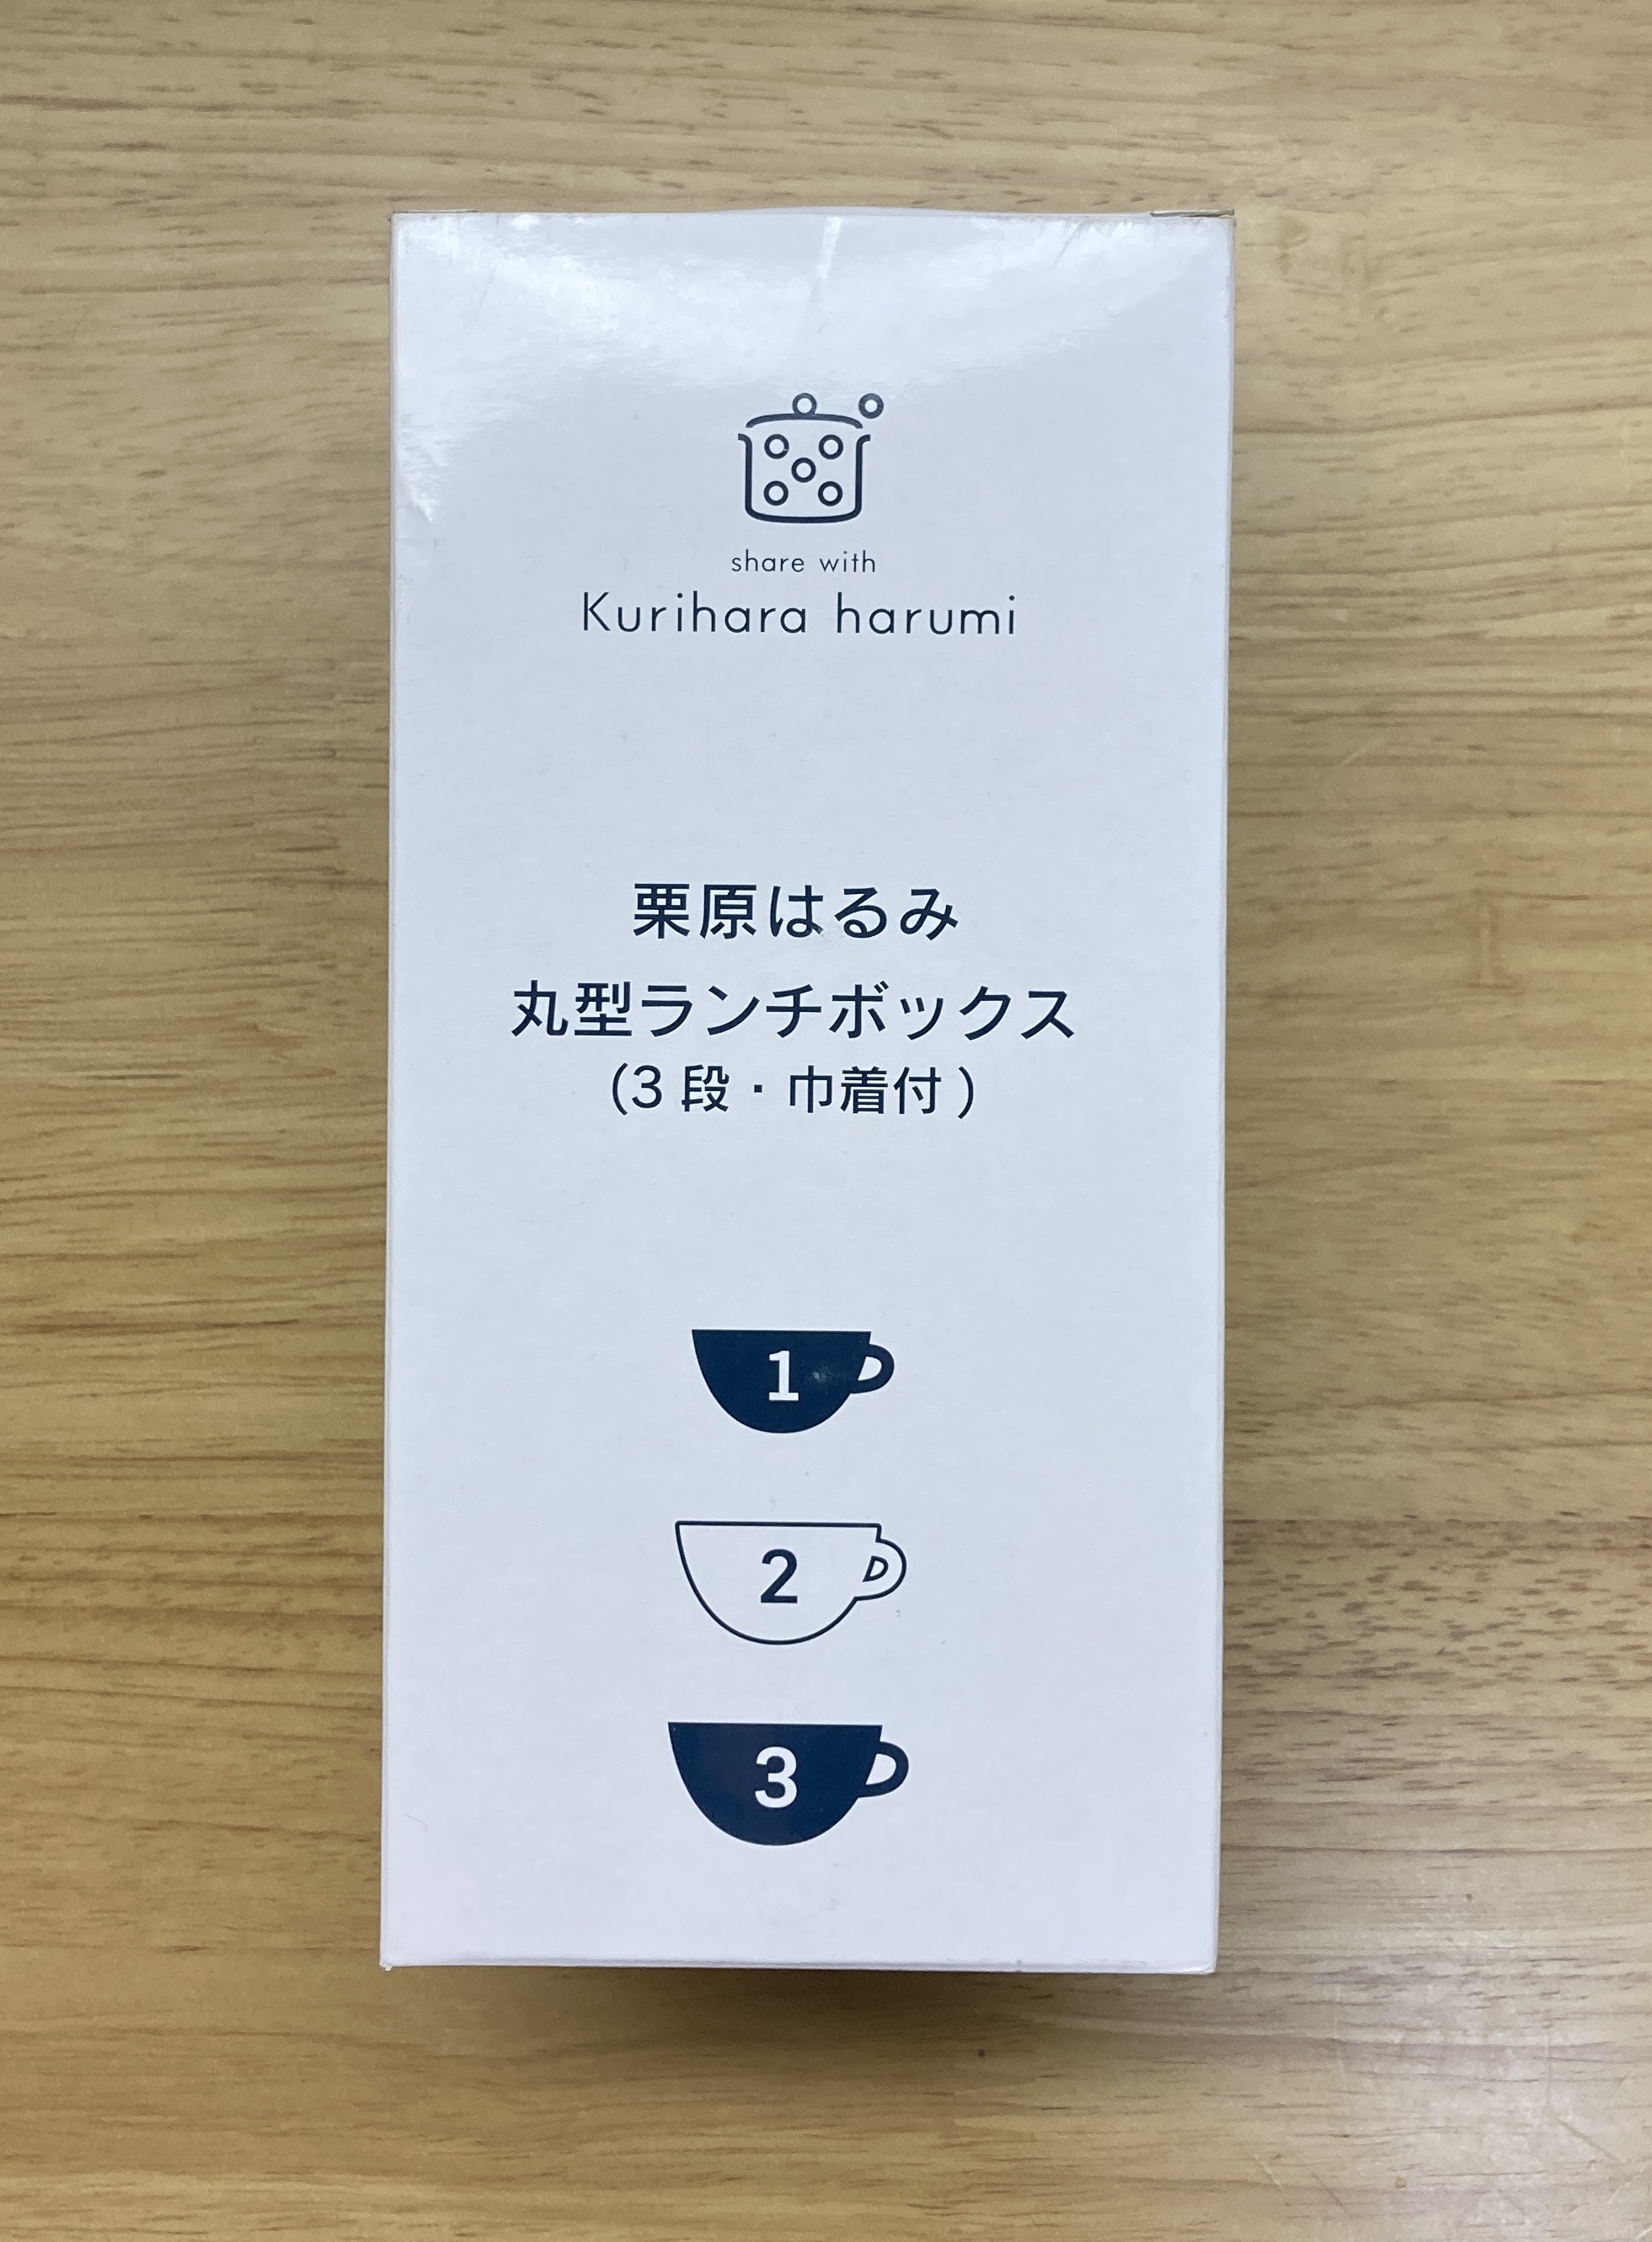 share with
Kurihara harumi
栗原はるみ
丸型ランチボックス
(3段・巾着付)
1
2
3